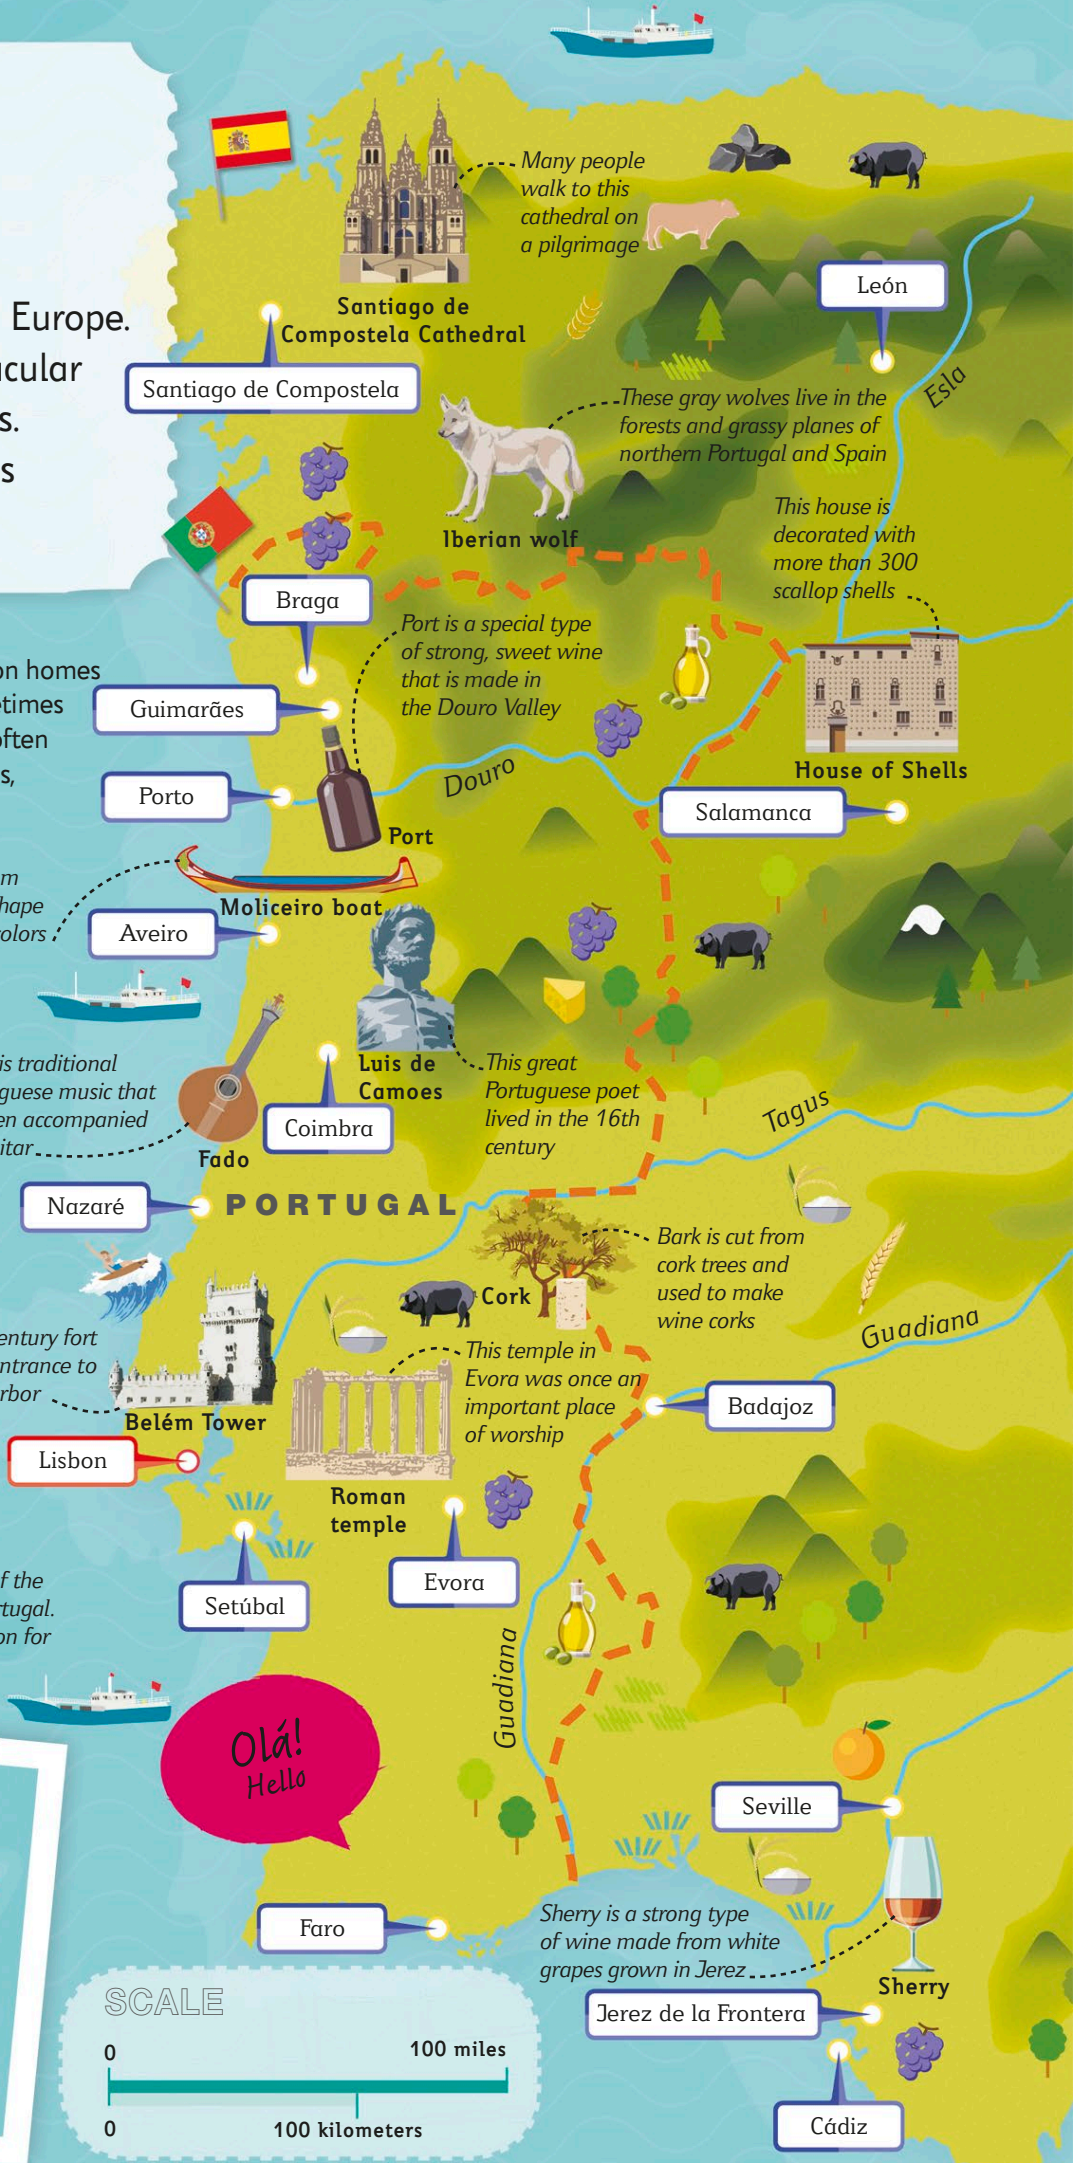 Many people
walk to this
cathedral on
a pilgrimage
Santiago de
Compostela Cathedral
León
Europe.
Santiago de Compostela
s.
s
These gray wolves live in the
forests and grassy planes of
northern Portugal and Spain
Esla
Iberian wolf
This house is
decorated with
more than 300
scallop shells
Braga
Port is a special type
of strong, sweet wine
that is made in
the Douro Valley
on homes
etimes
often
s,
Guimarães
Porto
Douro
Port
House of Shells
Salamanca
Moliceiro boat
m
hape
olors
Aveiro
Luis de
Camoes
This great
Portuguese poet
lived in the 16th
century
is traditional
guese music that
en accompanied
itar
Fado
Coimbra
Tagus
Nazaré
PORTUGAL
Bark is cut from
cork trees and
used to make
wine corks
Cork
Guadiana
entury fort
ntrance to
rbor
Belém Tower
This temple in
Evora was once an
important place
of worship
Badajoz
Lisbon
Roman
temple
Setúbal
Evora
f the
rtugal.
on for
Guadiana
Olá!
Hello
Seville
Faro
Sherry is a strong type
of wine made from white
grapes grown in Jerez
Sherry
Jerez de la Frontera
Cádiz
SCALE
0 100 miles
0 100 kilometers